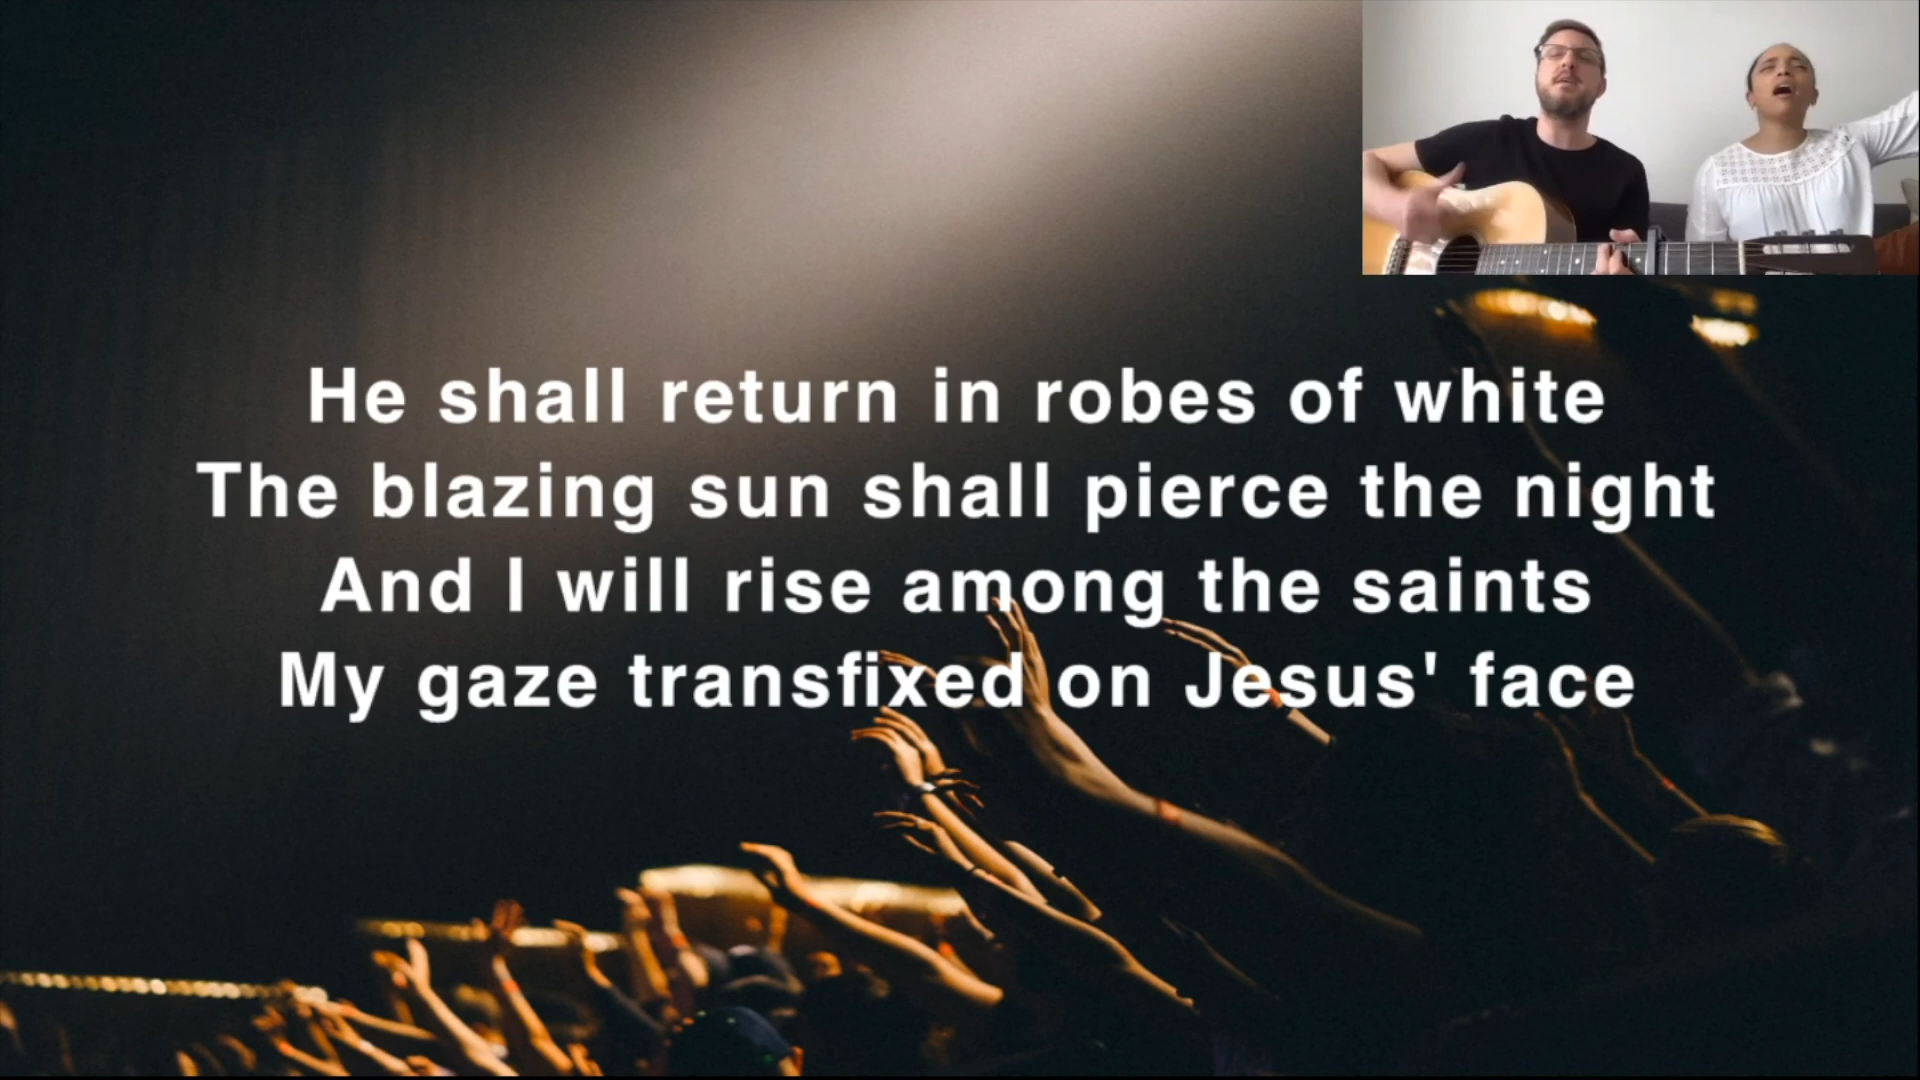 He shall return in robes of white
The blazing sun shall pierce the night
And I will rise among the saints
My gaze transfixed on Jesus' face